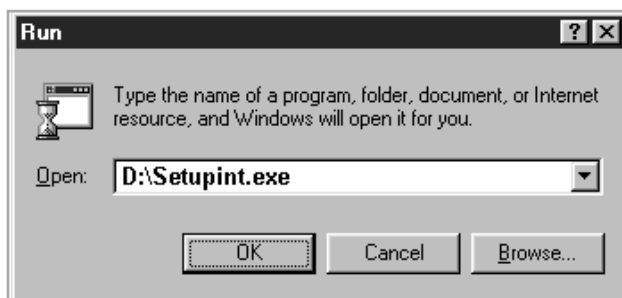 Run
Type the name of a program, folder, document, or Internet
resource, and Windows will open it for you.
Open: D:\Setupint.exe
OK Cancel Browse...